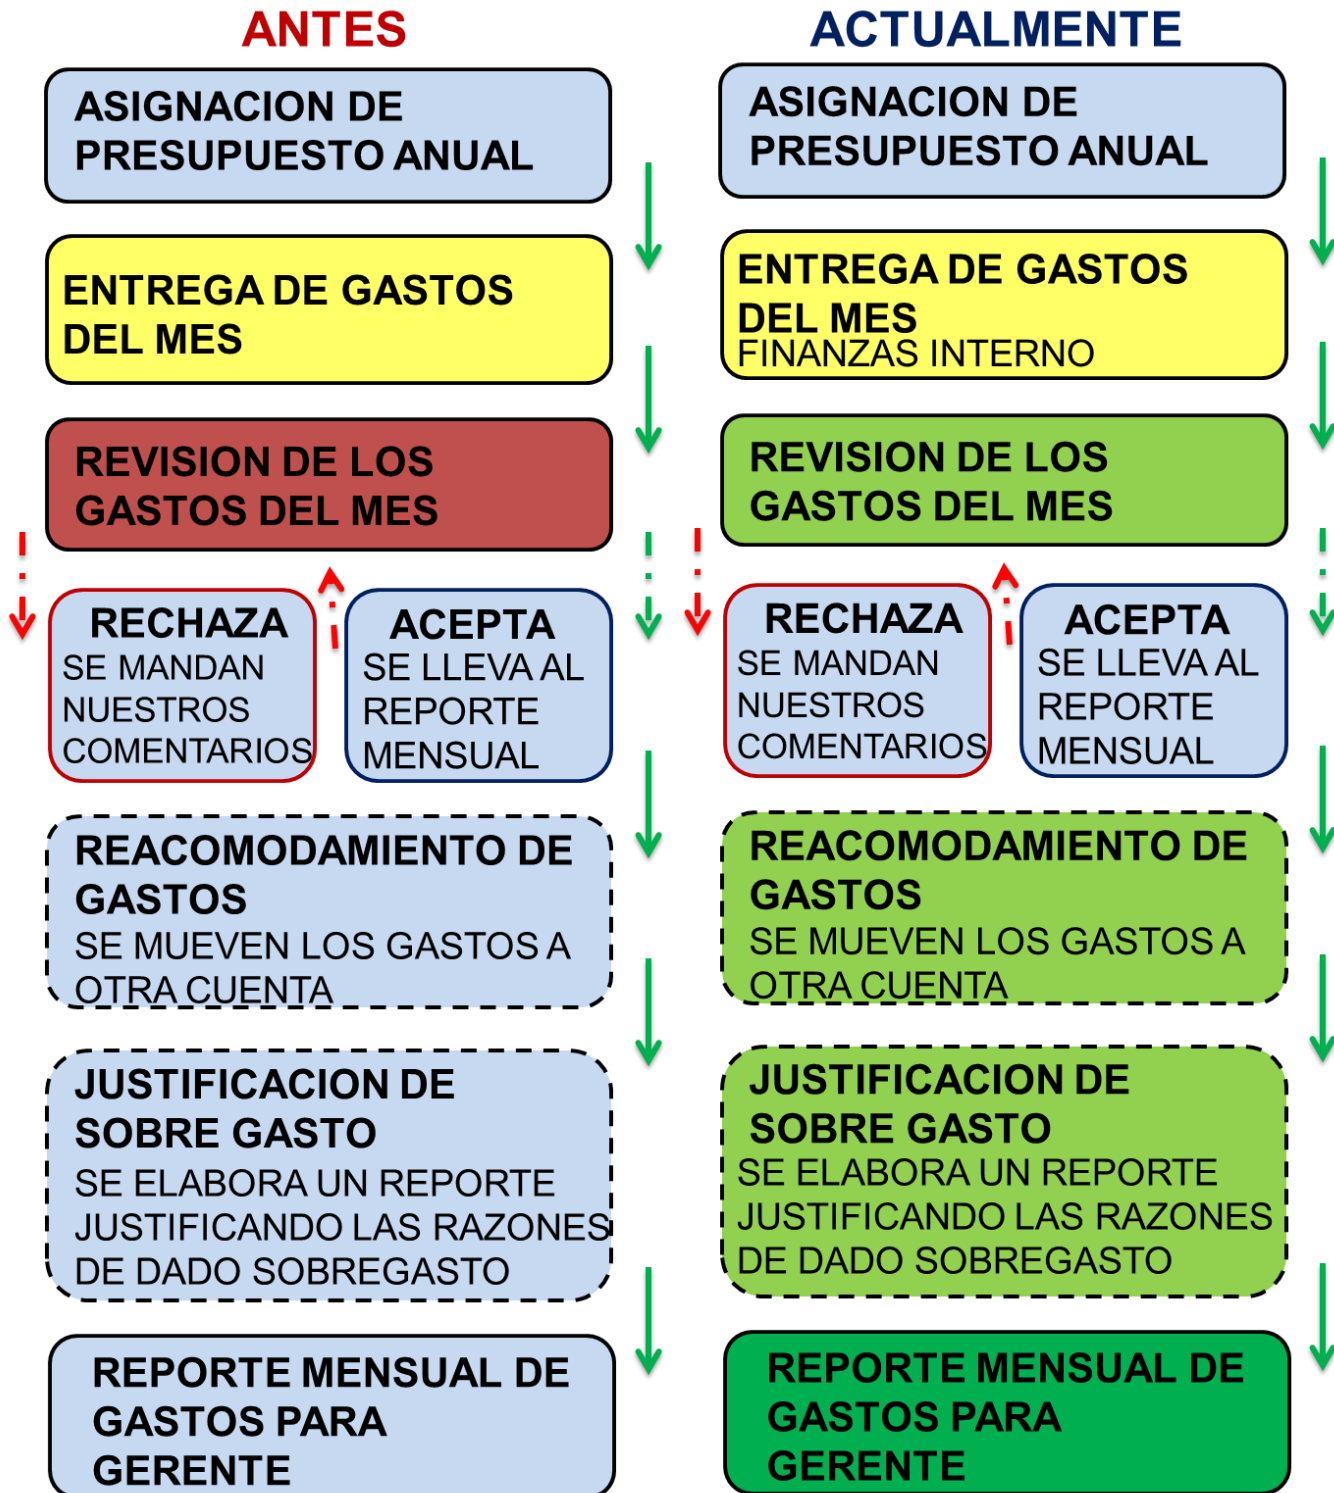 ANTES
ASIGNACION DE
PRESUPUESTO ANUAL
ENTREGA DE GASTOS
DEL MES
REVISION DE LOS
GASTOS DEL MES
RECHAZA
SE MANDAN
NUESTROS
COMENTARIOS
ACEPTA
SE LLEVA AL
REPORTE
MENSUAL
REACOMODAMIENTO DE
GASTOS
SE MUEVEN LOS GASTOS A
OTRA CUENTA
JUSTIFICACION DE
SOBRE GASTO
SE ELABORA UN REPORTE
JUSTIFICANDO LAS RAZONES
DE DADO SOBREGASTO
REPORTE MENSUAL DE
GASTOS PARA
GERENTE
ACTUALMENTE
ASIGNACION DE
PRESUPUESTO ANUAL
ENTREGA DE GASTOS
DEL MES
FINANZAS INTERNO
REVISION DE LOS
GASTOS DEL MES
RECHAZA
SE MANDAN
NUESTROS
COMENTARIOS
ACEPTA
SE LLEVA AL
REPORTE
MENSUAL
REACOMODAMIENTO DE
GASTOS
SE MUEVEN LOS GASTOS A
OTRA CUENTA
JUSTIFICACION DE
SOBRE GASTO
SE ELABORA UN REPORTE
JUSTIFICANDO LAS RAZONES
DE DADO SOBREGASTO
REPORTE MENSUAL DE
GASTOS PARA
GERENTE